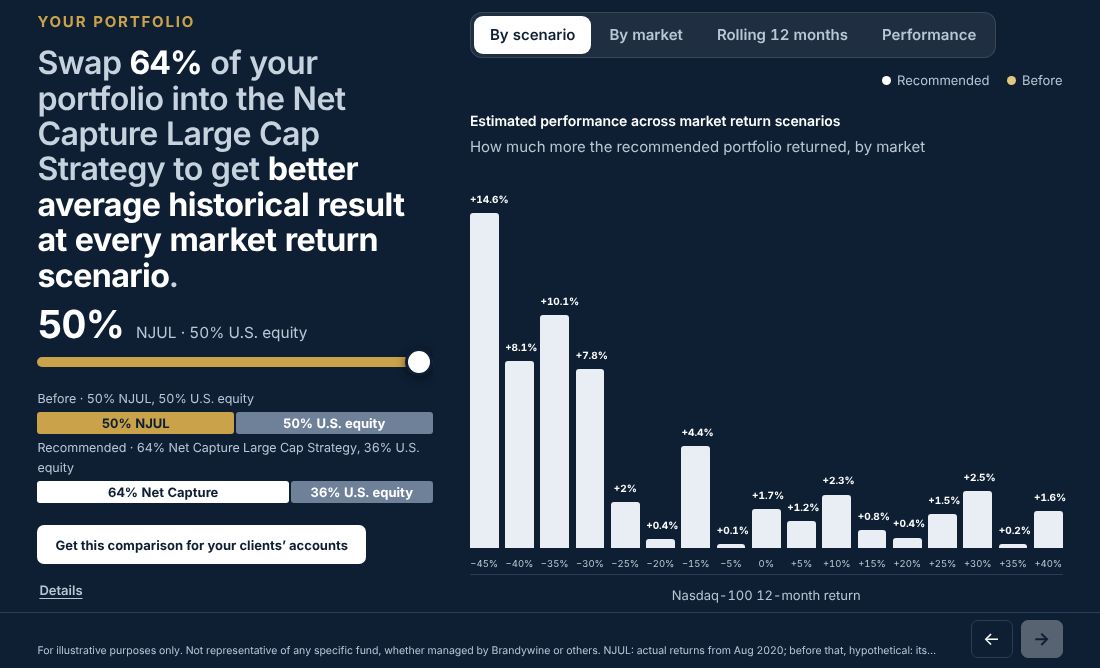 YOUR PORTFOLIO
Swap 64% of your
portfolio into the Net
Capture Large Cap
Strategy to get better
average historical result
at every market return
scenario.
50% NJUL · 50% U.S. equity
Before · 50% NJUL, 50% U.S. equity
50% NJUL 50% U.S. equity
Recommended · 64% Net Capture Large Cap Strategy, 36% U.S.
equity
64% Net Capture 36% U.S. equity
Get this comparison for your clients’ accounts
Details
By scenario By market Rolling 12 months Performance
Recommended Before
Estimated performance across market return scenarios
How much more the recommended portfolio returned, by market
+14.6% +8.1% +10.1% +7.8% +2% +0.4% +4.4% +0.1% +1.7% +1.2% +2.3% +0.8% +0.4% +1.5% +2.5% +0.2% +1.6%
−45% −40% −35% −30% −25% −20% −15% −5% 0% +5% +10% +15% +20% +25% +30% +35% +40%
Nasdaq-100 12-month return
For illustrative purposes only. Not representative of any specific fund, whether managed by Brandywine or others. NJUL: actual returns from Aug 2020; before that, hypothetical: its...